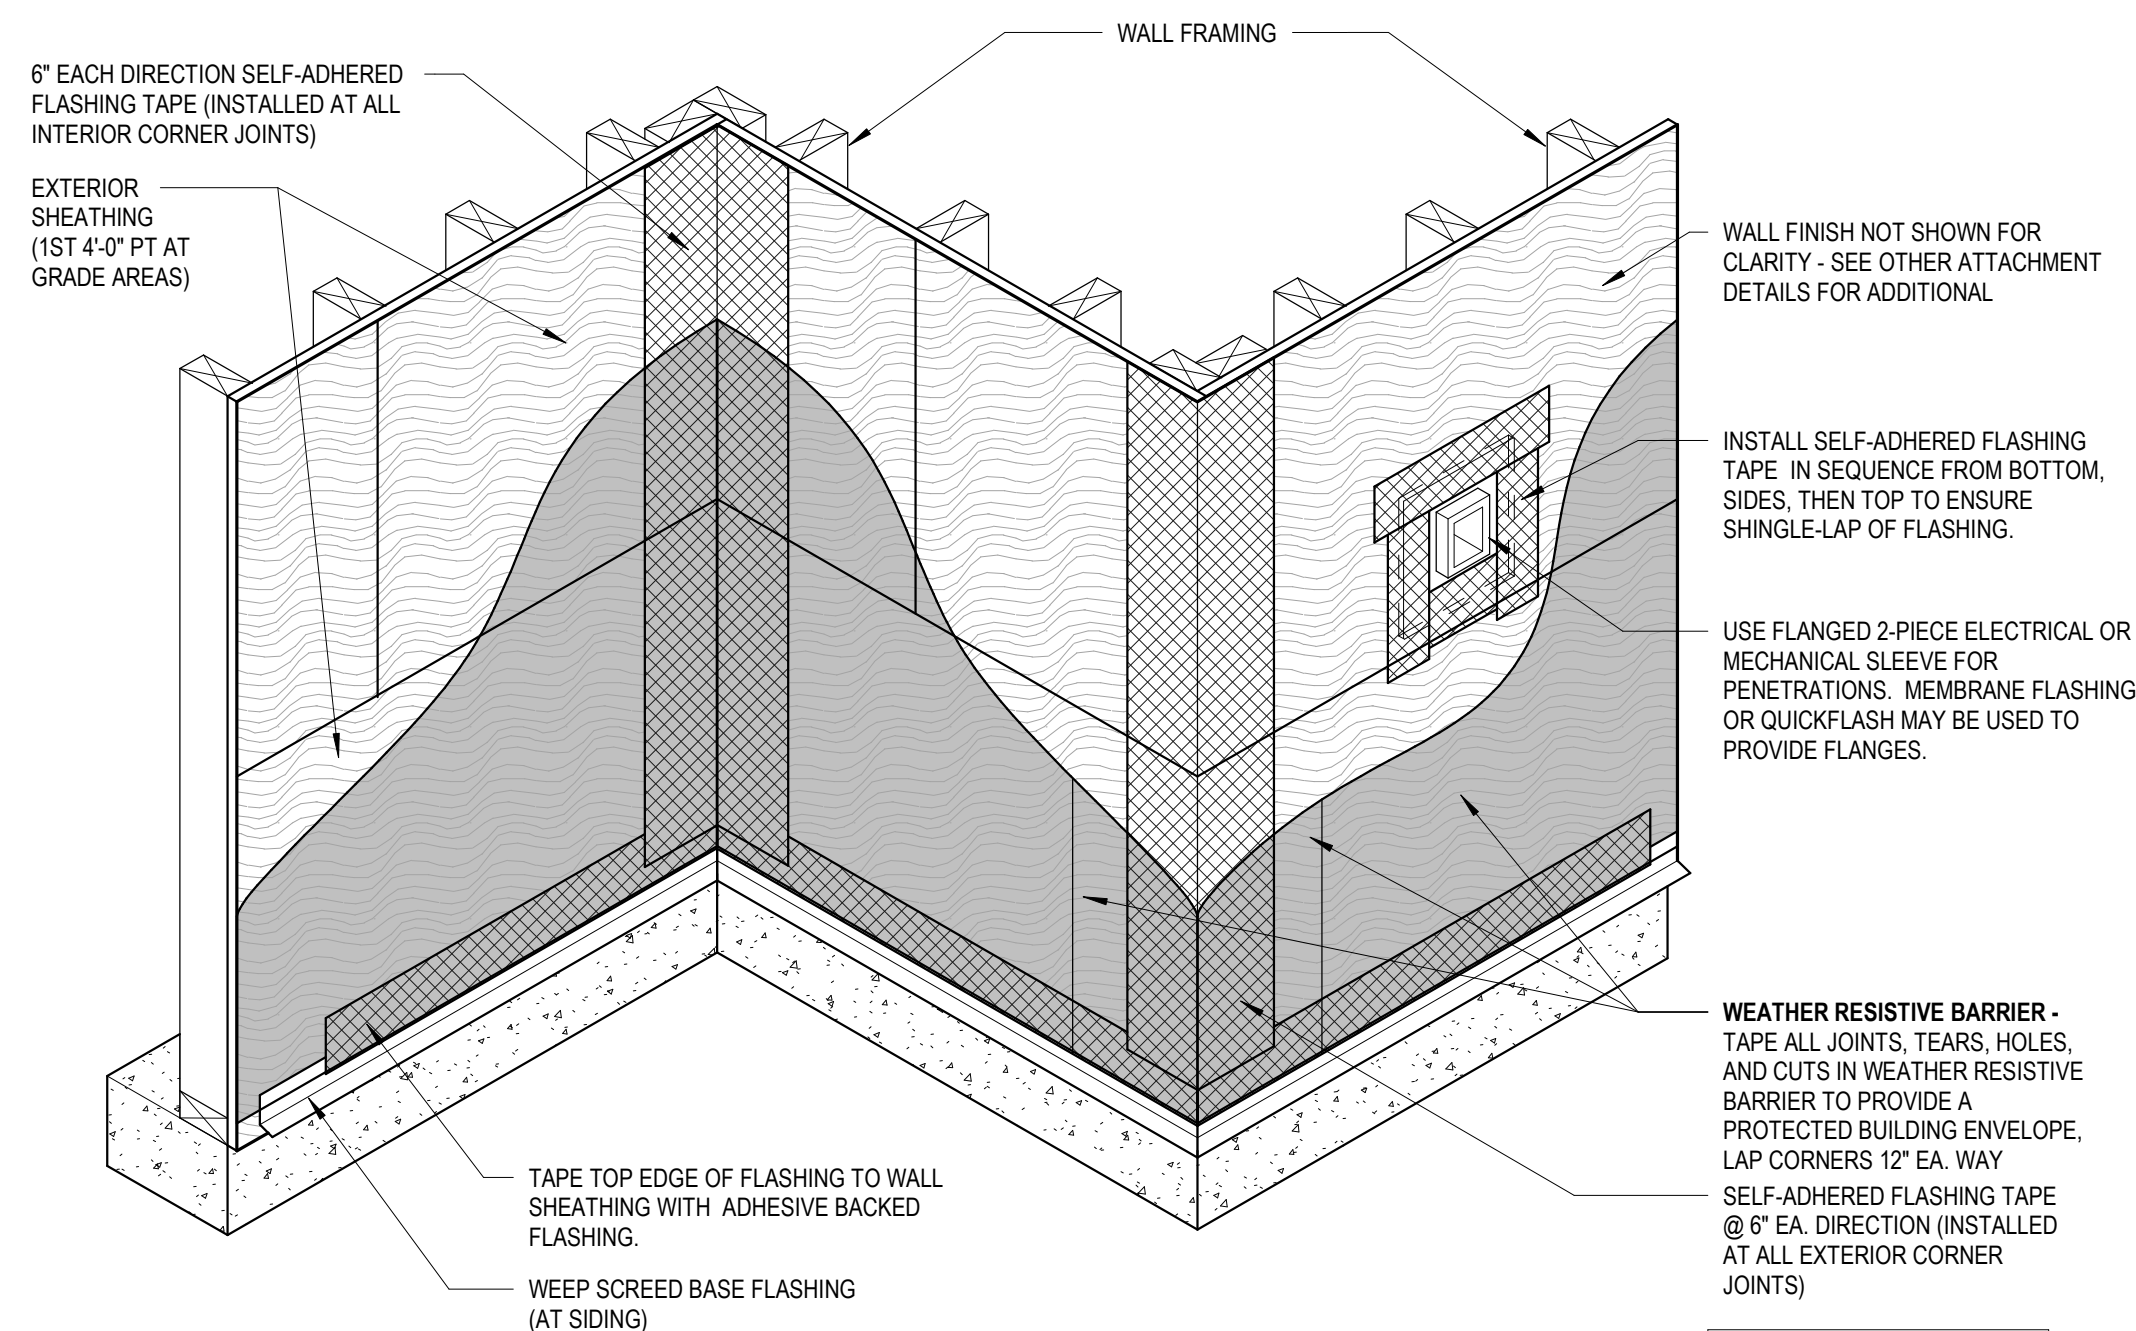 WALL FRAMING
6" EACH DIRECTION SELF-ADHERED
FLASHING TAPE (INSTALLED AT ALL
INTERIOR CORNER JOINTS)
EXTERIOR
SHEATHING
(1ST 4'-0" PT AT
GRADE AREAS)
WALL FINISH NOT SHOWN FOR
CLARITY - SEE OTHER ATTACHMENT
DETAILS FOR ADDITIONAL
INSTALL SELF-ADHERED FLASHING
TAPE IN SEQUENCE FROM BOTTOM,
SIDES, THEN TOP TO ENSURE
SHINGLE-LAP OF FLASHING.
USE FLANGED 2-PIECE ELECTRICAL OR
MECHANICAL SLEEVE FOR
PENETRATIONS. MEMBRANE FLASHING
OR QUICKFLASH MAY BE USED TO
PROVIDE FLANGES.
WEATHER RESISTIVE BARRIER -
TAPE ALL JOINTS, TEARS, HOLES,
AND CUTS IN WEATHER RESISTIVE
BARRIER TO PROVIDE A
PROTECTED BUILDING ENVELOPE,
LAP CORNERS 12" EA. WAY
SELF-ADHERED FLASHING TAPE
@ 6" EA. DIRECTION (INSTALLED
AT ALL EXTERIOR CORNER
JOINTS)
TAPE TOP EDGE OF FLASHING TO WALL
SHEATHING WITH ADHESIVE BACKED
FLASHING.
WEEP SCREED BASE FLASHING
(AT SIDING)